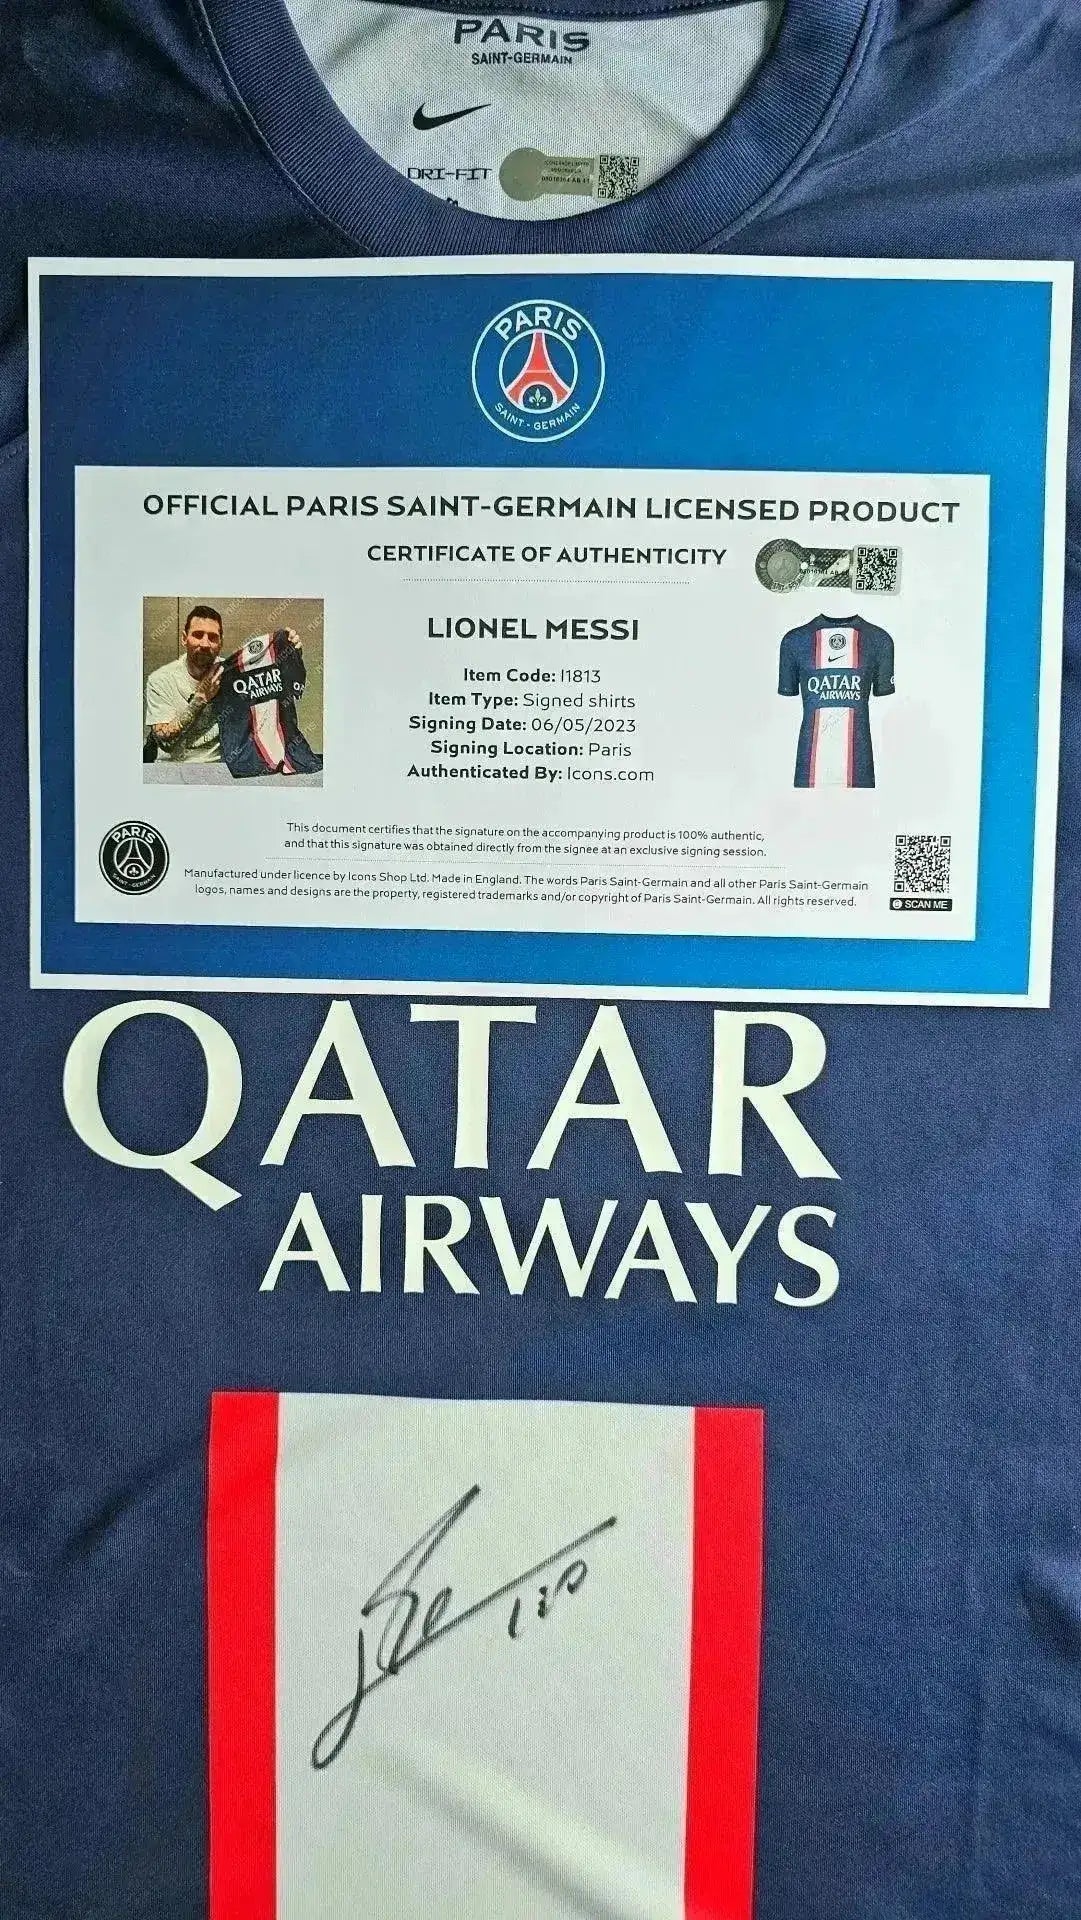 PARIS
SAINT-GERMAIN
DRI-FIT
PARIS
SAINT-GERMAIN
OFFICIAL PARIS SAINT-GERMAIN LICENSED PRODUCT
CERTIFICATE OF AUTHENTICITY
LIONEL MESSI
Item Code: I1813
Item Type: Signed shirts
Signing Date: 06/05/2023
Signing Location: Paris
Authenticated By: Icons.com
QATAR
AIRWAYS
QATAR
AIRWAYS
This document certifies that the signature on the accompanying product is 100% authentic,
and that this signature was obtained directly from the signee at an exclusive signing session.
Manufactured under licence by Icons Shop Ltd. Made in England. The words Paris Saint-Germain and all other Paris Saint-Germain
logos, names and designs are the property, registered trademarks and/or copyright of Paris Saint-Germain. All rights reserved.
PARIS
SAINT-GERMAIN
SCAN ME
QATAR
AIRWAYS